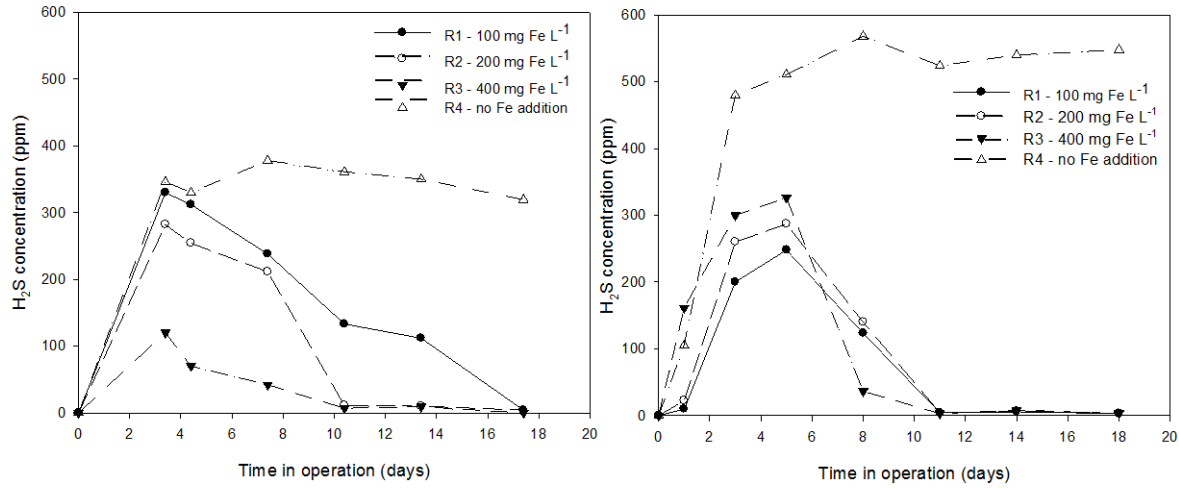 600
500
400
300
200
100
0
H₂S concentration (ppm)
R1 - 100 mg Fe L⁻¹
R2 - 200 mg Fe L⁻¹
R3 - 400 mg Fe L⁻¹
R4 - no Fe addition
0 2 4 6 8 10 12 14 16 18 20
Time in operation (days)
600
500
400
300
200
100
0
H₂S concentration (ppm)
R1 - 100 mg Fe L⁻¹
R2 - 200 mg Fe L⁻¹
R3 - 400 mg Fe L⁻¹
R4 - no Fe addition
0 2 4 6 8 10 12 14 16 18 20
Time in operation (days)